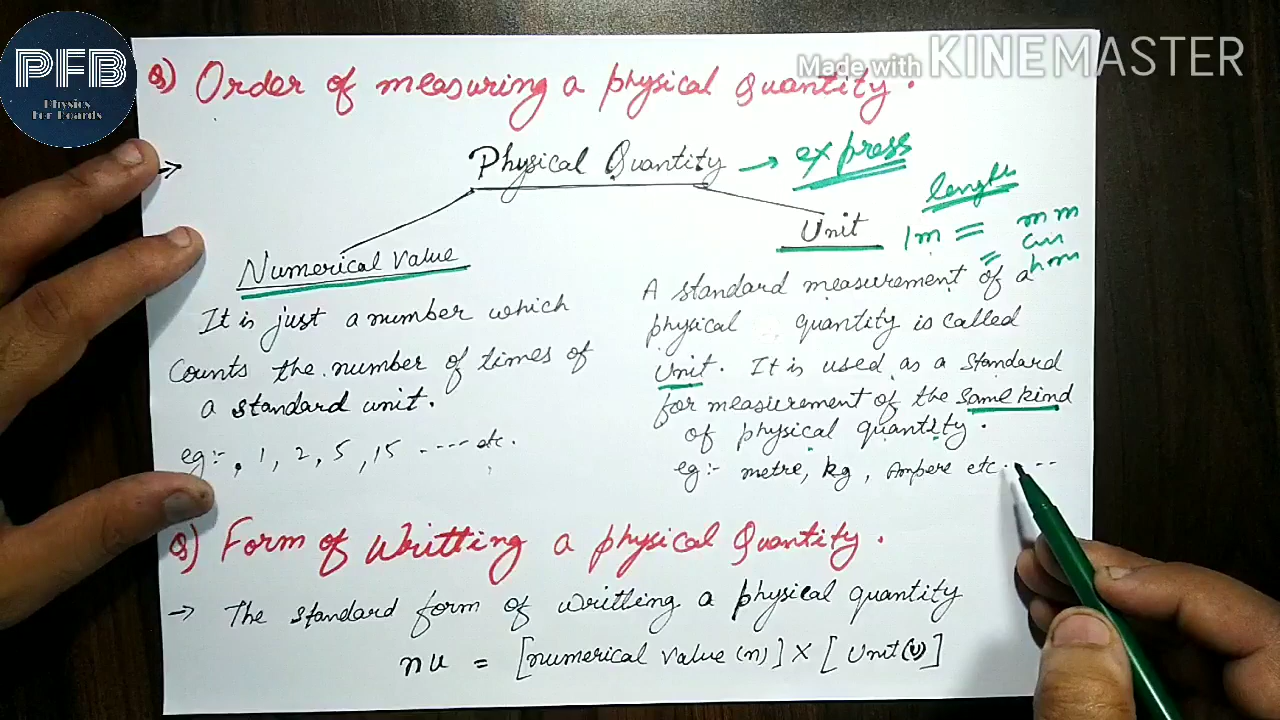 PFB
Physics
For Boards
Made with KINEMASTER
Q) Order of measuring a physical Quantity.
→ Physical Quantity → express
length
Unit
1m = mm
= cm
hm
Numerical Value
It is just a number which
counts the number of times of
a standard unit.
eg:- , 1, 2, 5, 15 ---- etc.
A standard measurement of a
physical quantity is called
Unit. It is used as a standard
for measurement of the same kind
of physical quantity.
eg:- metre, kg, Ampere etc. ---
Q) Form of Writting a physical Quantity.
→ The standard form of writting a physical quantity
nu = [numerical value (n)] × [Unit (u)]